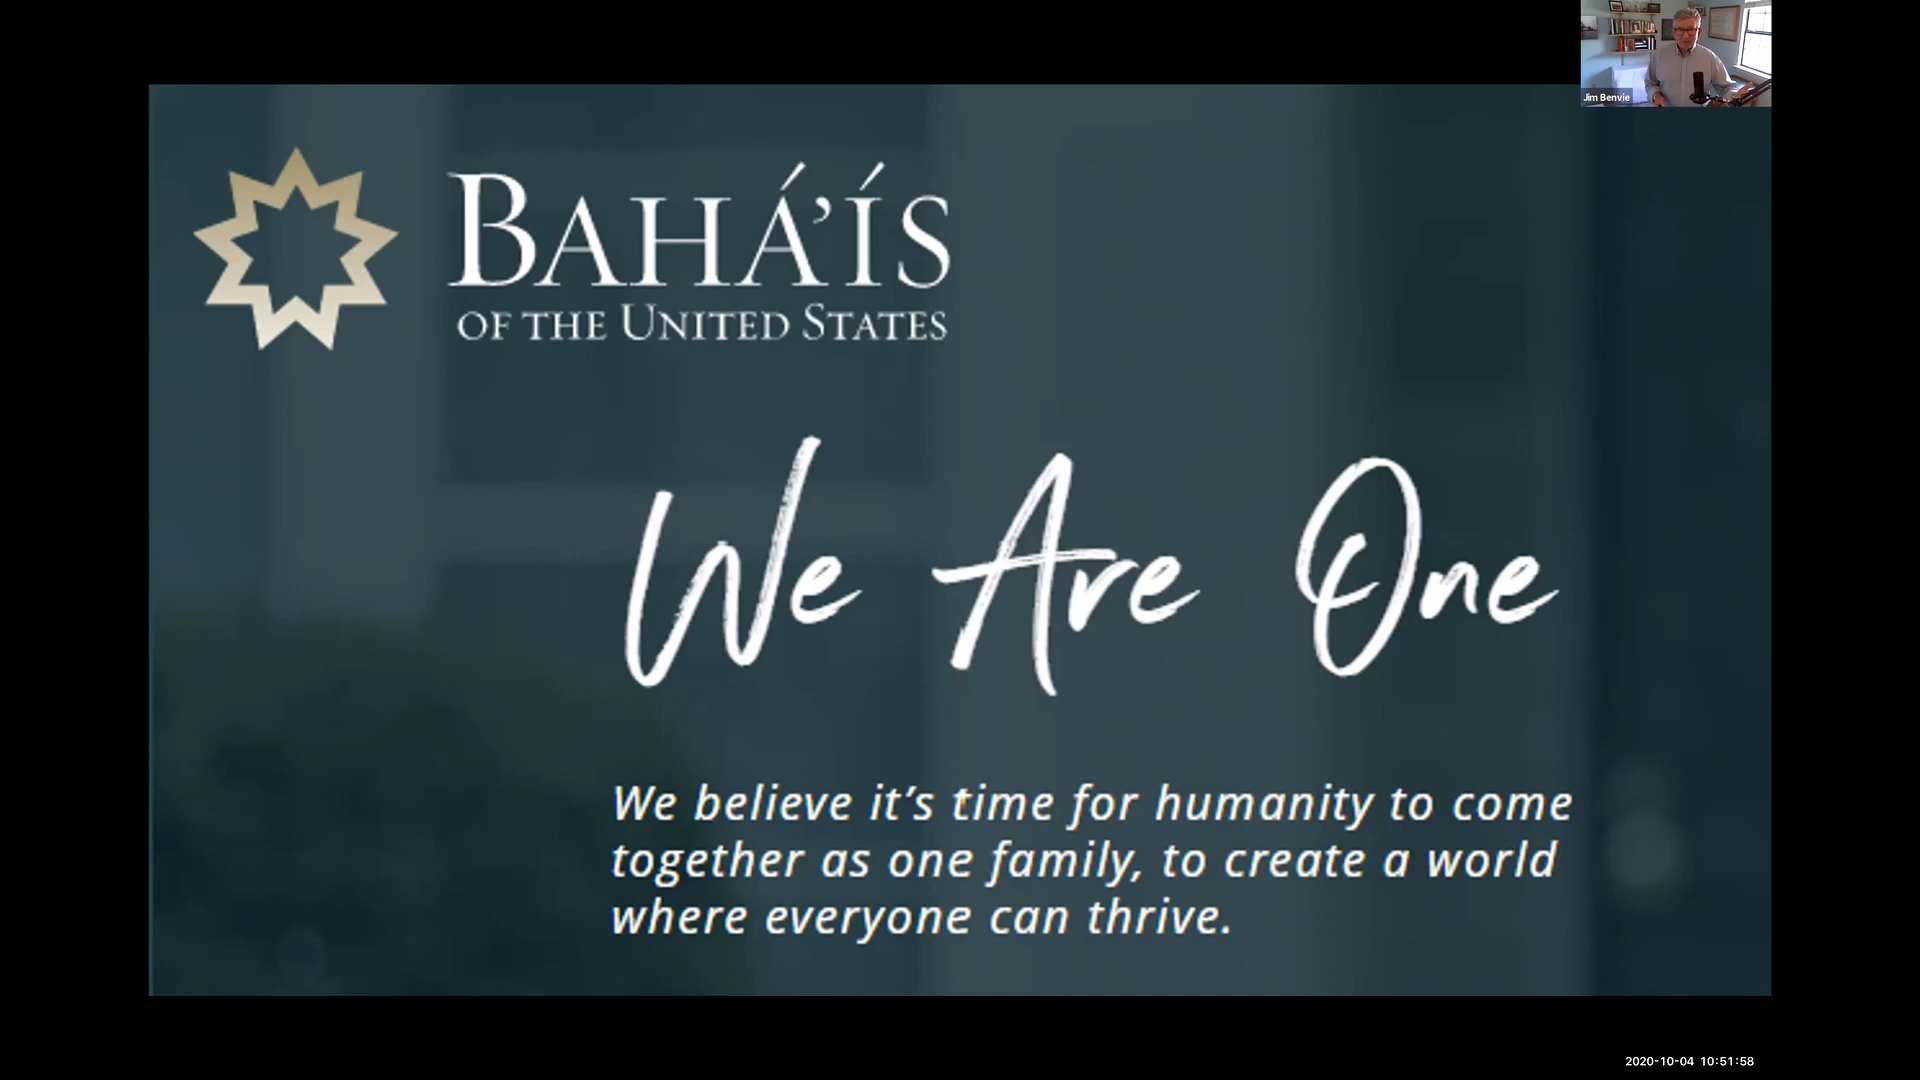 Jim Benvie
BAHÁ’ÍS
OF THE UNITED STATES
We Are One
We believe it’s time for humanity to come
together as one family, to create a world
where everyone can thrive.
2020-10-04 10:51:58